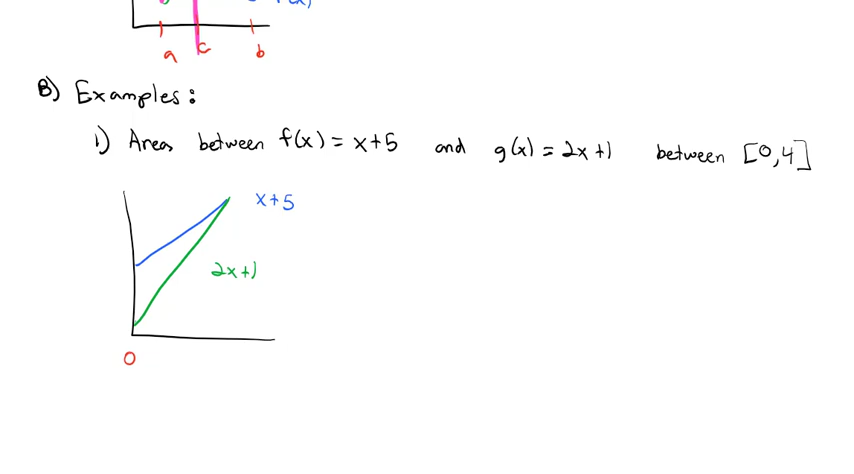 f(x)
a c b
B) Examples:
1) Areas between f(x) = x+5 and g(x) = 2x+1 between [0,4]
x+5
2x+1
0